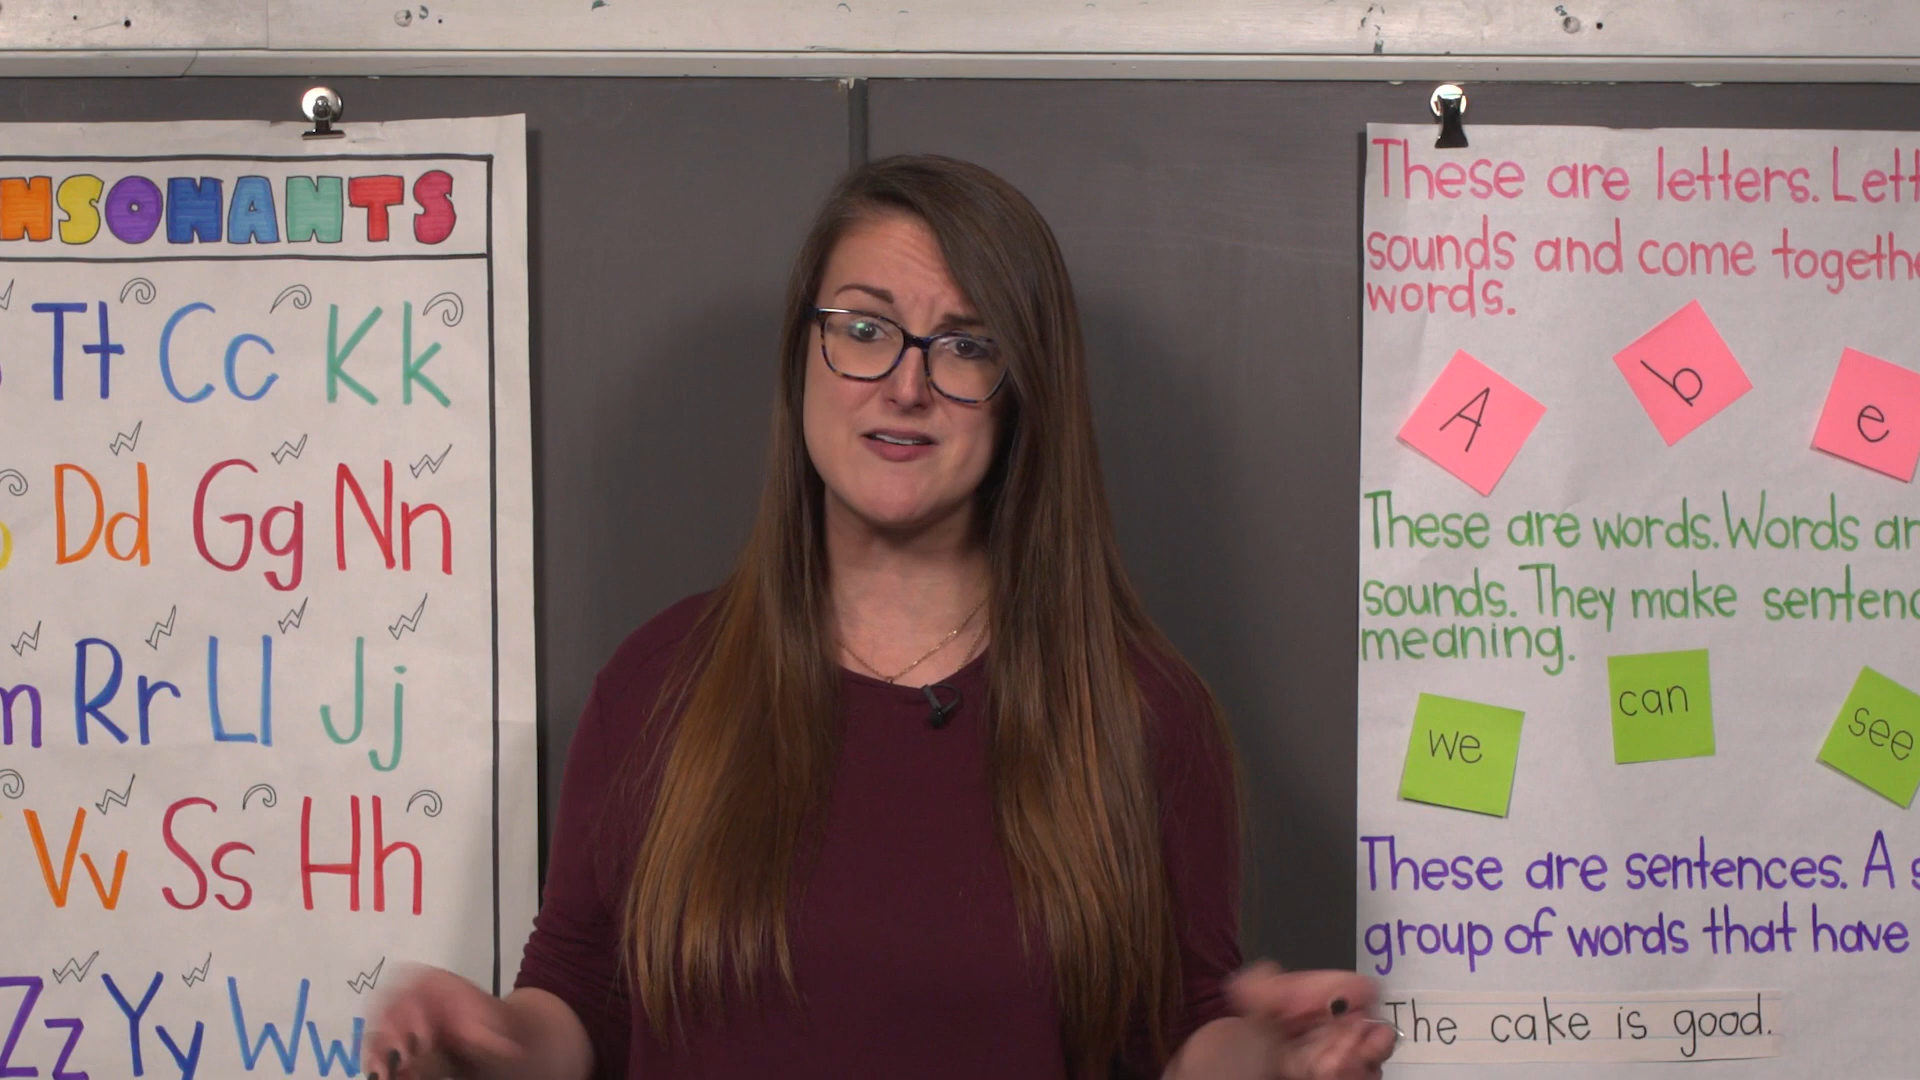 NSONANTS
Tt Cc Kk
Dd Gg Nn
Rr Ll Jj
Vv Ss Hh
Zz Yy Ww
These are letters. Lett
sounds and come togethe
words.
A b e
These are words. Words ar
sounds. They make sentenc
meaning.
we can see
These are sentences. A s
group of words that have
The cake is good.